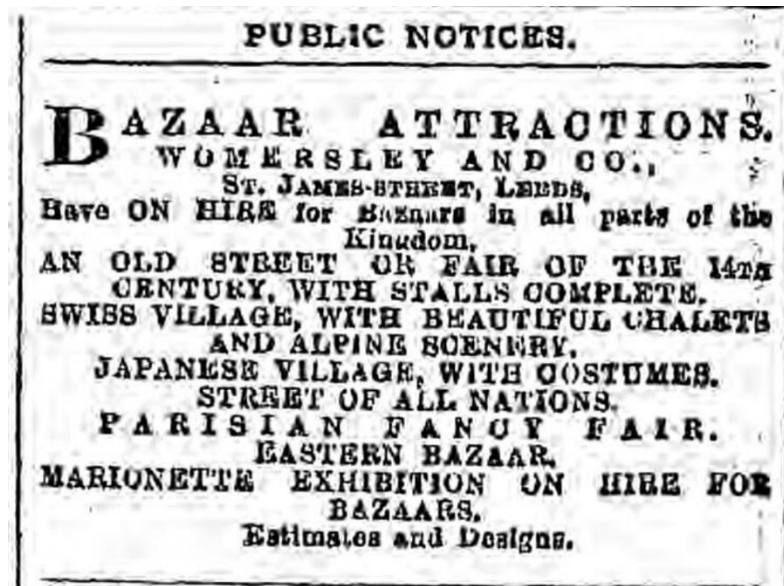 PUBLIC NOTICES.
BAZAAR ATTRACTIONS.
WOMERSLEY AND CO.,
ST. JAMES-STREET, LEEDS,
Have ON HIRE for Bazaars in all parts of the
Kingdom,
AN OLD STREET OR FAIR OF THE 14TH
CENTURY, WITH STALLS COMPLETE.
SWISS VILLAGE, WITH BEAUTIFUL CHALETS
AND ALPINE SCENERY.
JAPANESE VILLAGE, WITH COSTUMES.
STREET OF ALL NATIONS.
PARISIAN FANCY FAIR.
EASTERN BAZAAR.
MARIONETTE EXHIBITION ON HIRE FOR
BAZAARS.
Estimates and Designs.